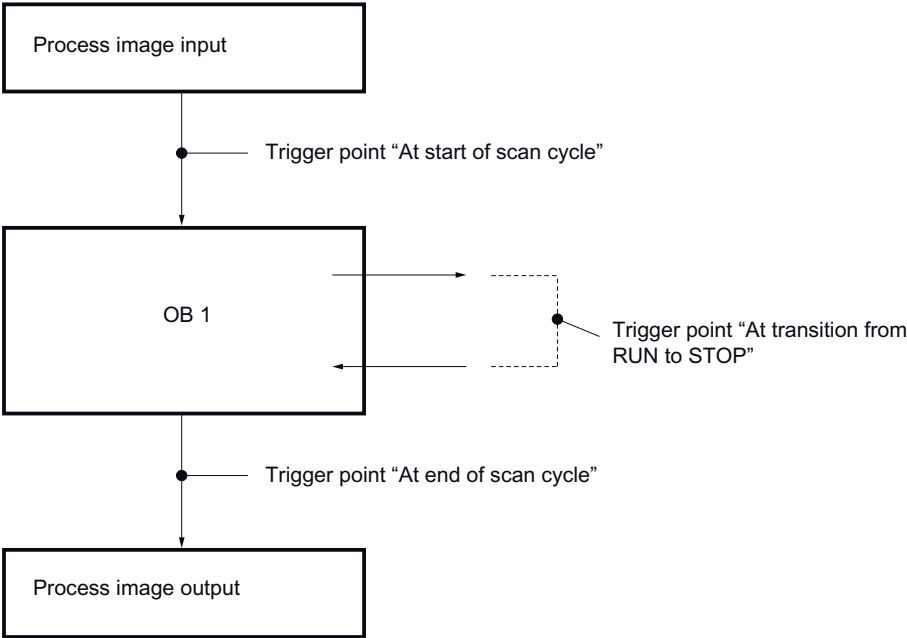 Process image input
Trigger point “At start of scan cycle”
OB 1
Trigger point “At transition from
RUN to STOP”
Trigger point “At end of scan cycle”
Process image output